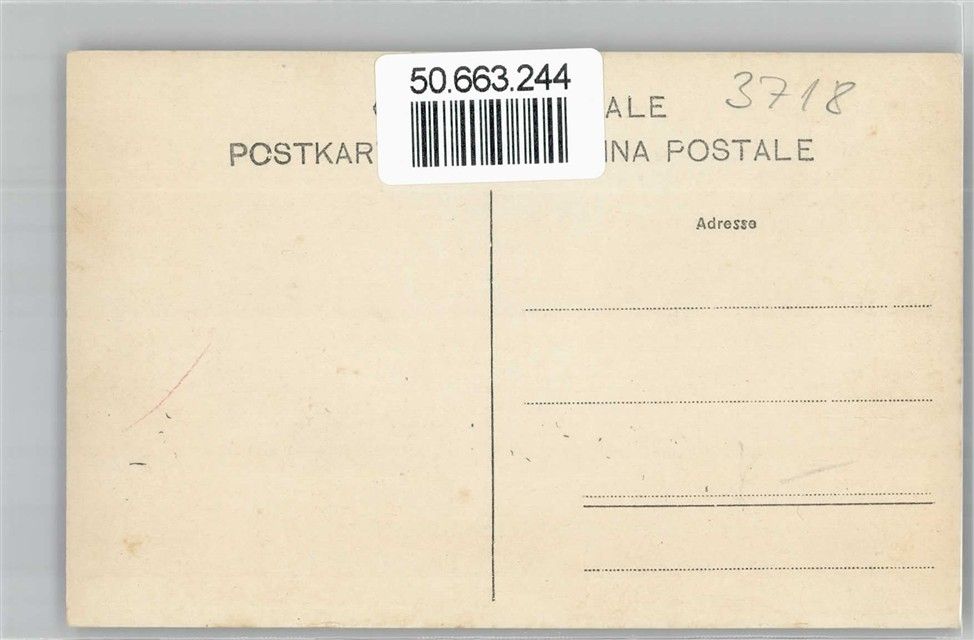 50.663.244
3718
ALE
POSTKAR
INA POSTALE
Adresse